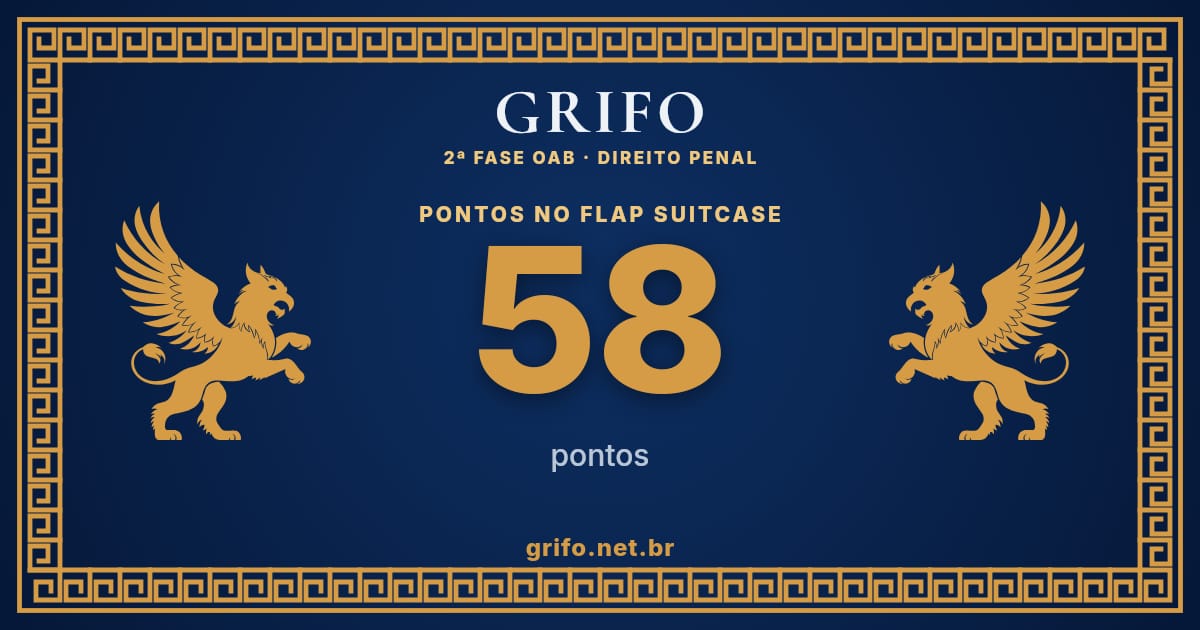 GRIFO
2ª FASE OAB · DIREITO PENAL
PONTOS NO FLAP SUITCASE
58
pontos
grifo.net.br